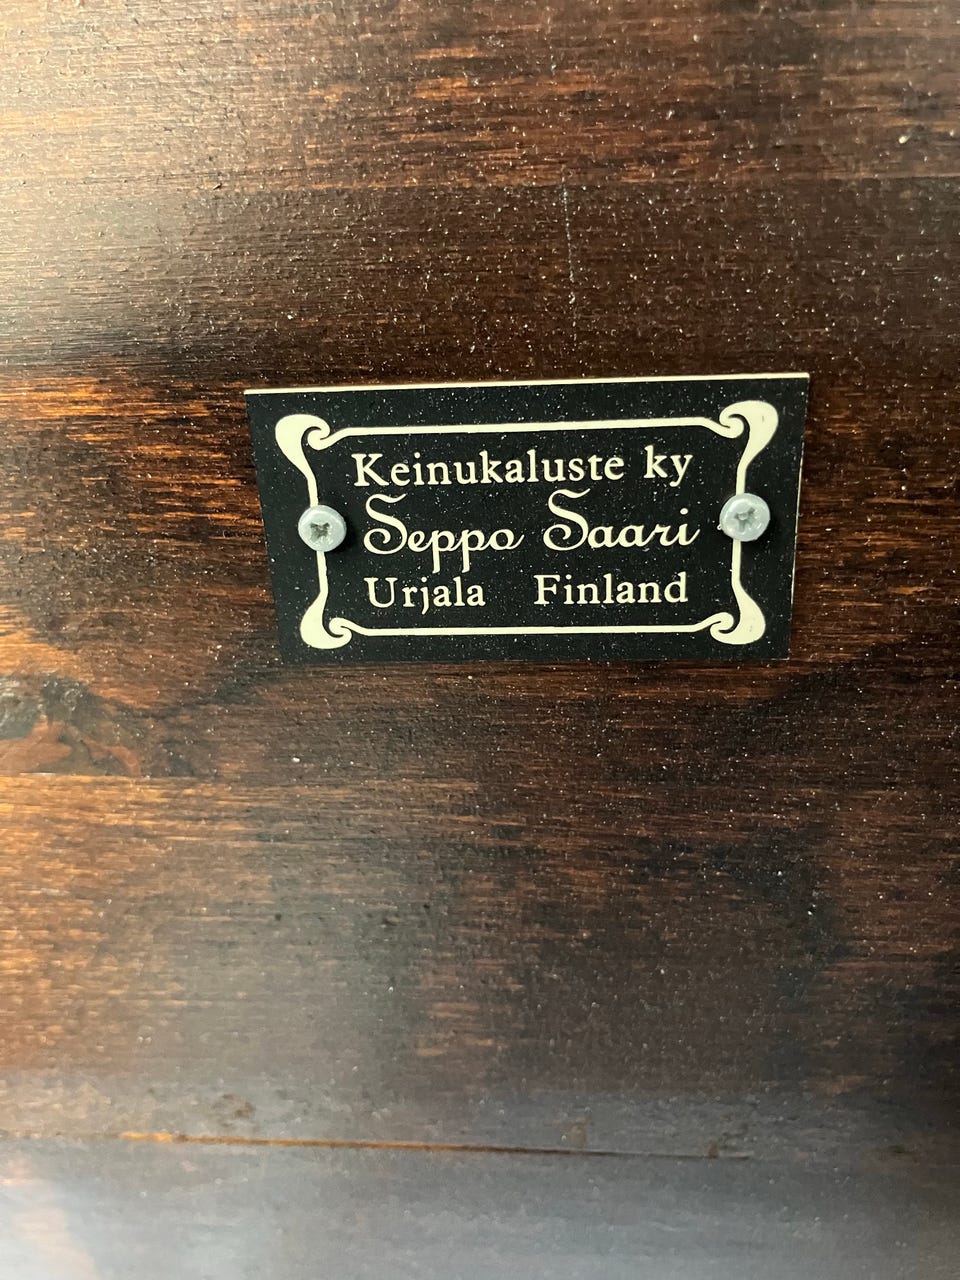 Keinukaluste ky
Seppo Saari
Urjala Finland